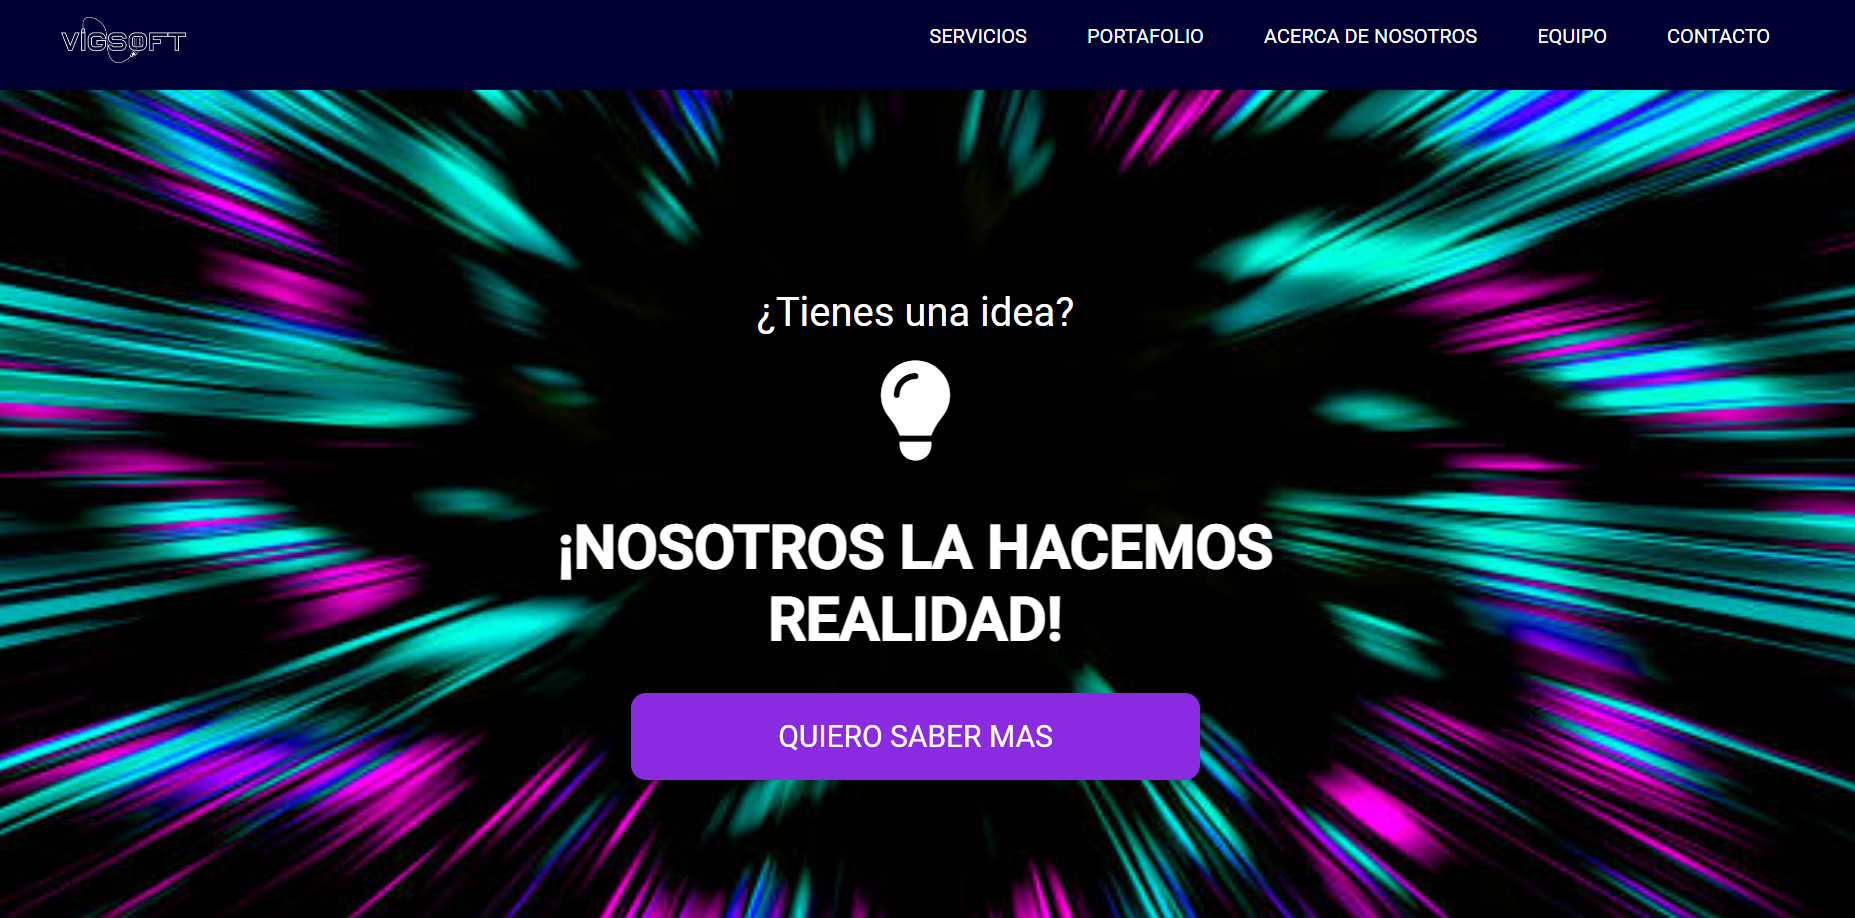 VIGSOFT
SERVICIOS PORTAFOLIO ACERCA DE NOSOTROS EQUIPO CONTACTO
¿Tienes una idea?
¡NOSOTROS LA HACEMOS
REALIDAD!
QUIERO SABER MAS